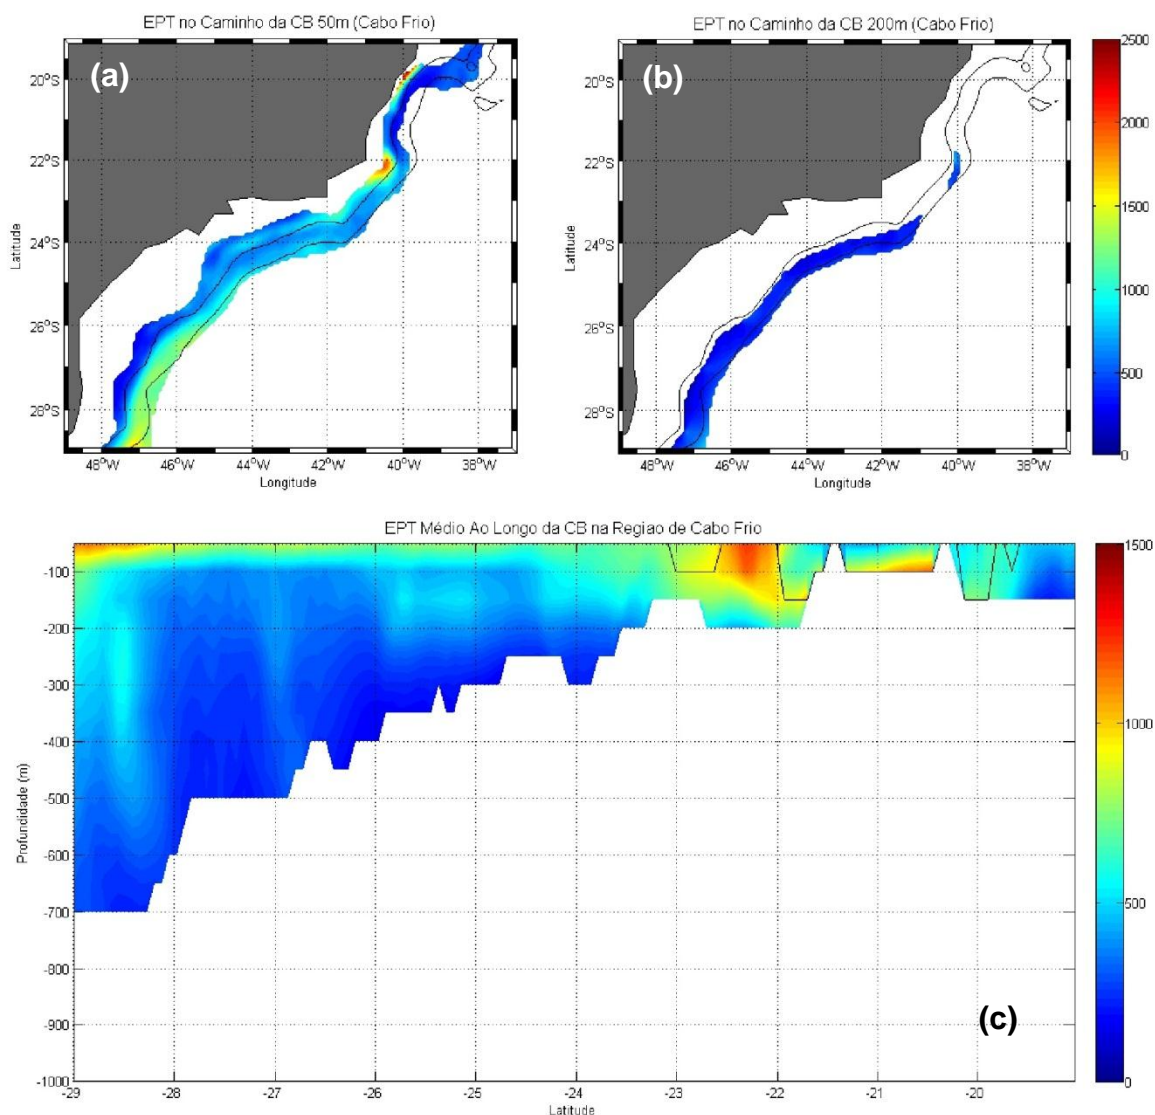 EPT no Caminho da CB 50m (Cabo Frio)
EPT no Caminho da CB 200m (Cabo Frio)
(a)
(b)
20°S
22°S
24°S
26°S
28°S
Latitude
48°W 46°W 44°W 42°W 40°W 38°W
Longitude
20°S
22°S
24°S
26°S
28°S
Latitude
48°W 46°W 44°W 42°W 40°W 38°W
Longitude
2500
2000
1500
1000
500
0
EPT Médio Ao Longo da CB na Regiao de Cabo Frio
-100
-200
-300
-400
-500
-600
-700
-800
-900
-1000
Profundidade (m)
(c)
-29 -28 -27 -26 -25 -24 -23 -22 -21 -20
Latitude
1500
1000
500
0